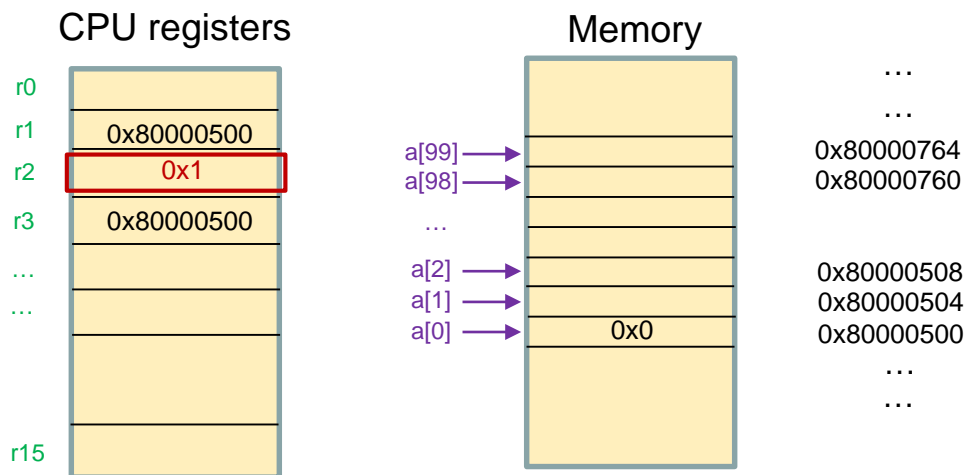 CPU registers
r0
r1
0x80000500
r2
0x1
r3
0x80000500
…
…
r15
Memory
…
…
a[99]
0x80000764
a[98]
0x80000760
…
a[2]
0x80000508
a[1]
0x80000504
a[0]
0x0
0x80000500
…
…